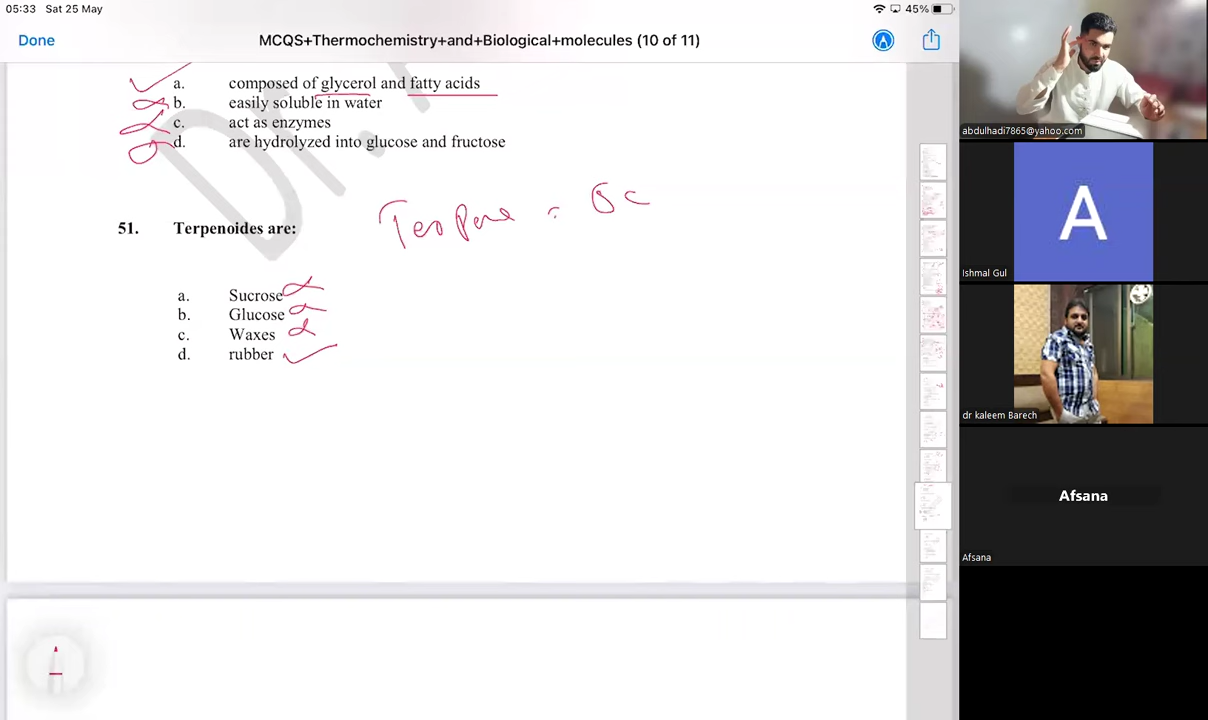 05:33 Sat 25 May
45%
Done
MCQS+Thermochemistry+and+Biological+molecules (10 of 11)
a. composed of glycerol and fatty acids
b. easily soluble in water
c. act as enzymes
d. are hydrolyzed into glucose and fructose
51. Terpenoides are:
Terpene = 5C
a. Sucrose
b. Glucose
c. Waxes
d. rubber
abdulhadi7865@yahoo.com
A
Ishmal Gul
dr kaleem Barech
Afsana
Afsana